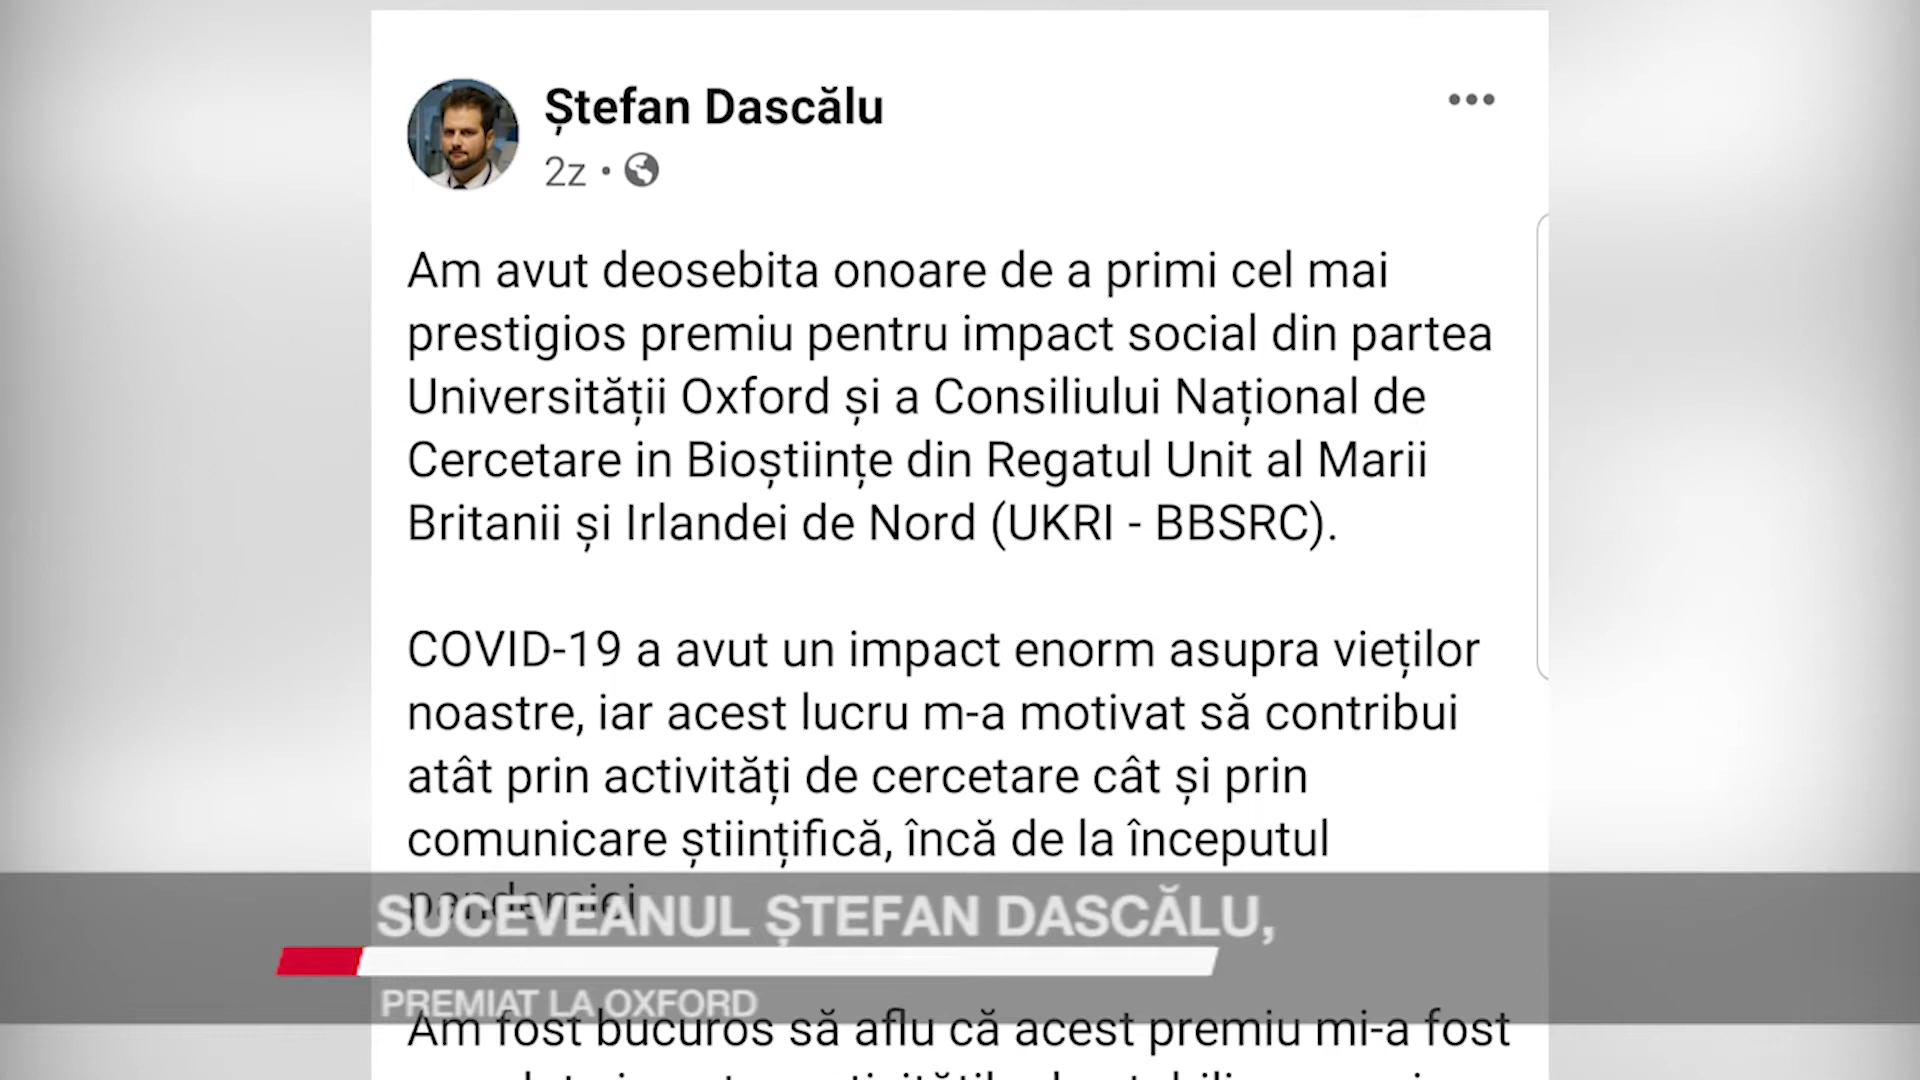 Ștefan Dascălu
2z •
Am avut deosebita onoare de a primi cel mai
prestigios premiu pentru impact social din partea
Universității Oxford și a Consiliului Național de
Cercetare in Bioștiințe din Regatul Unit al Marii
Britanii și Irlandei de Nord (UKRI - BBSRC).
COVID-19 a avut un impact enorm asupra vieților
noastre, iar acest lucru m-a motivat să contribui
atât prin activități de cercetare cât și prin
comunicare științifică, încă de la începutul
pandemiei
SUCEVEANUL ȘTEFAN DASCĂLU,
PREMIAT LA OXFORD
Am fost bucuros să aflu că acest premiu mi-a fost